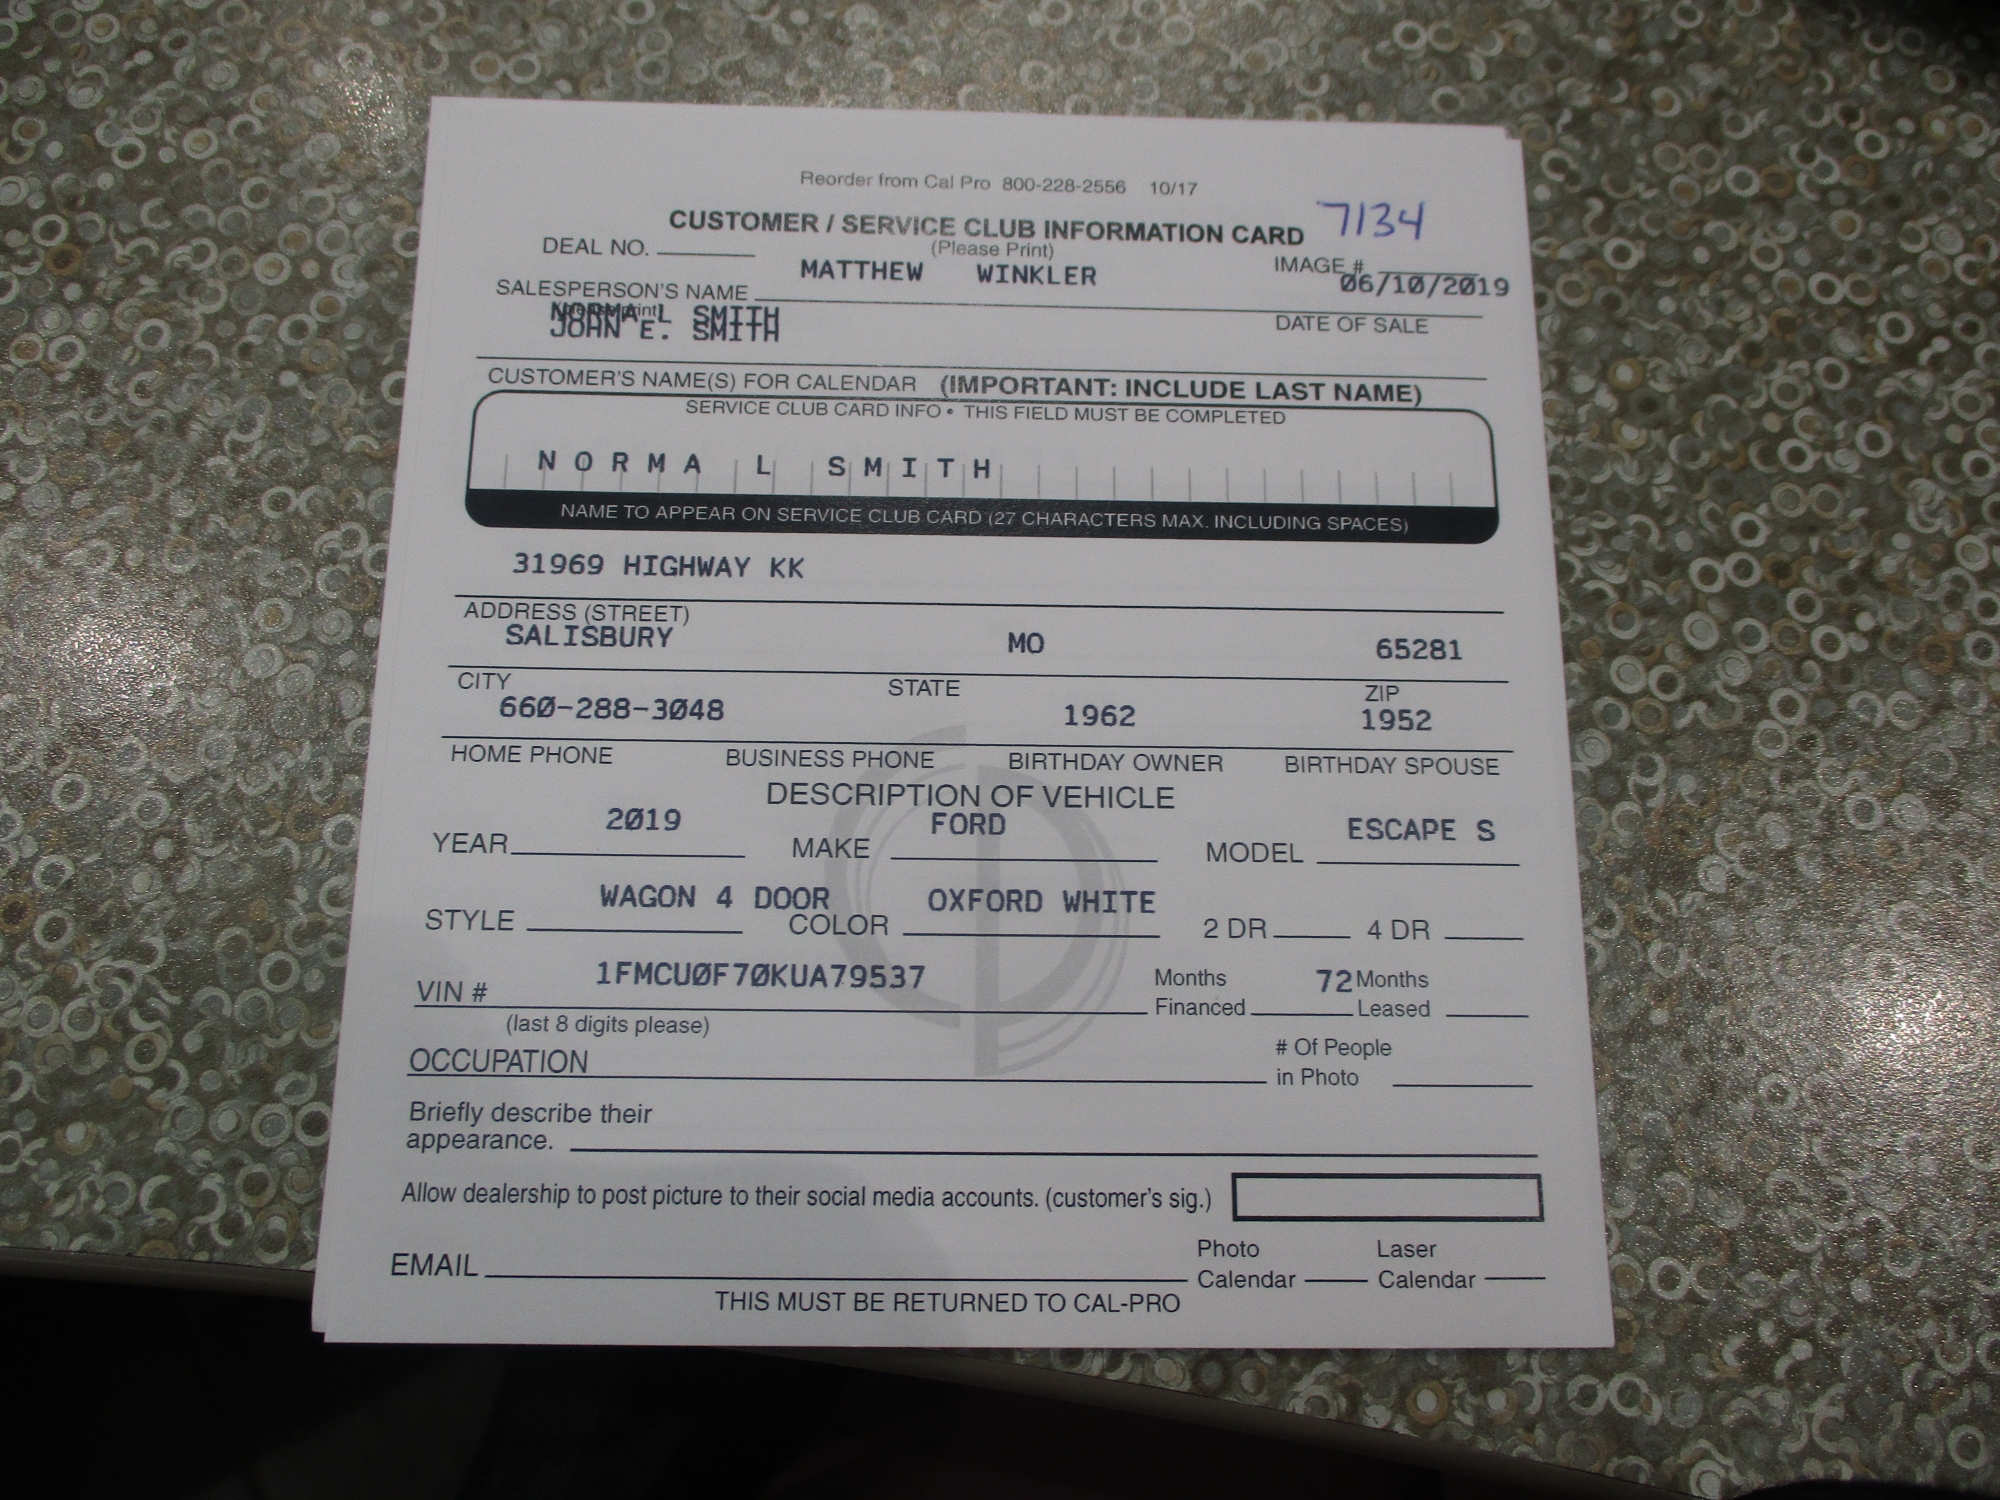 Reorder from Cal Pro 800-228-2556 10/17
CUSTOMER / SERVICE CLUB INFORMATION CARD 7134
DEAL NO. (Please Print) IMAGE #
MATTHEW WINKLER 06/10/2019
SALESPERSON'S NAME
(please print) NORMA L SMITH DATE OF SALE
JOHN E. SMITH
CUSTOMER'S NAME(S) FOR CALENDAR (IMPORTANT: INCLUDE LAST NAME)
SERVICE CLUB CARD INFO • THIS FIELD MUST BE COMPLETED
NORMA L SMITH
NAME TO APPEAR ON SERVICE CLUB CARD (27 CHARACTERS MAX. INCLUDING SPACES)
31969 HIGHWAY KK
ADDRESS (STREET)
SALISBURY MO 65281
CITY STATE ZIP
660-288-3048 1962 1952
HOME PHONE BUSINESS PHONE BIRTHDAY OWNER BIRTHDAY SPOUSE
DESCRIPTION OF VEHICLE
2019 FORD ESCAPE S
YEAR MAKE MODEL
WAGON 4 DOOR OXFORD WHITE
STYLE COLOR 2 DR 4 DR
1FMCU0F70KUA79537 Months 72 Months
VIN # Financed Leased
(last 8 digits please)
OCCUPATION # Of People
in Photo
Briefly describe their
appearance.
Allow dealership to post picture to their social media accounts. (customer's sig.)
Photo Laser
EMAIL Calendar Calendar
THIS MUST BE RETURNED TO CAL-PRO